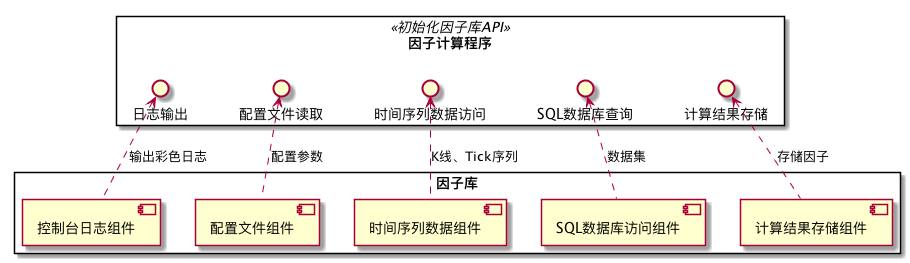 «初始化因子库API»
因子计算程序
日志输出
配置文件读取
时间序列数据访问
SQL数据库查询
计算结果存储
输出彩色日志
配置参数
K线、Tick序列
数据集
存储因子
因子库
控制台日志组件
配置文件组件
时间序列数据组件
SQL数据库访问组件
计算结果存储组件